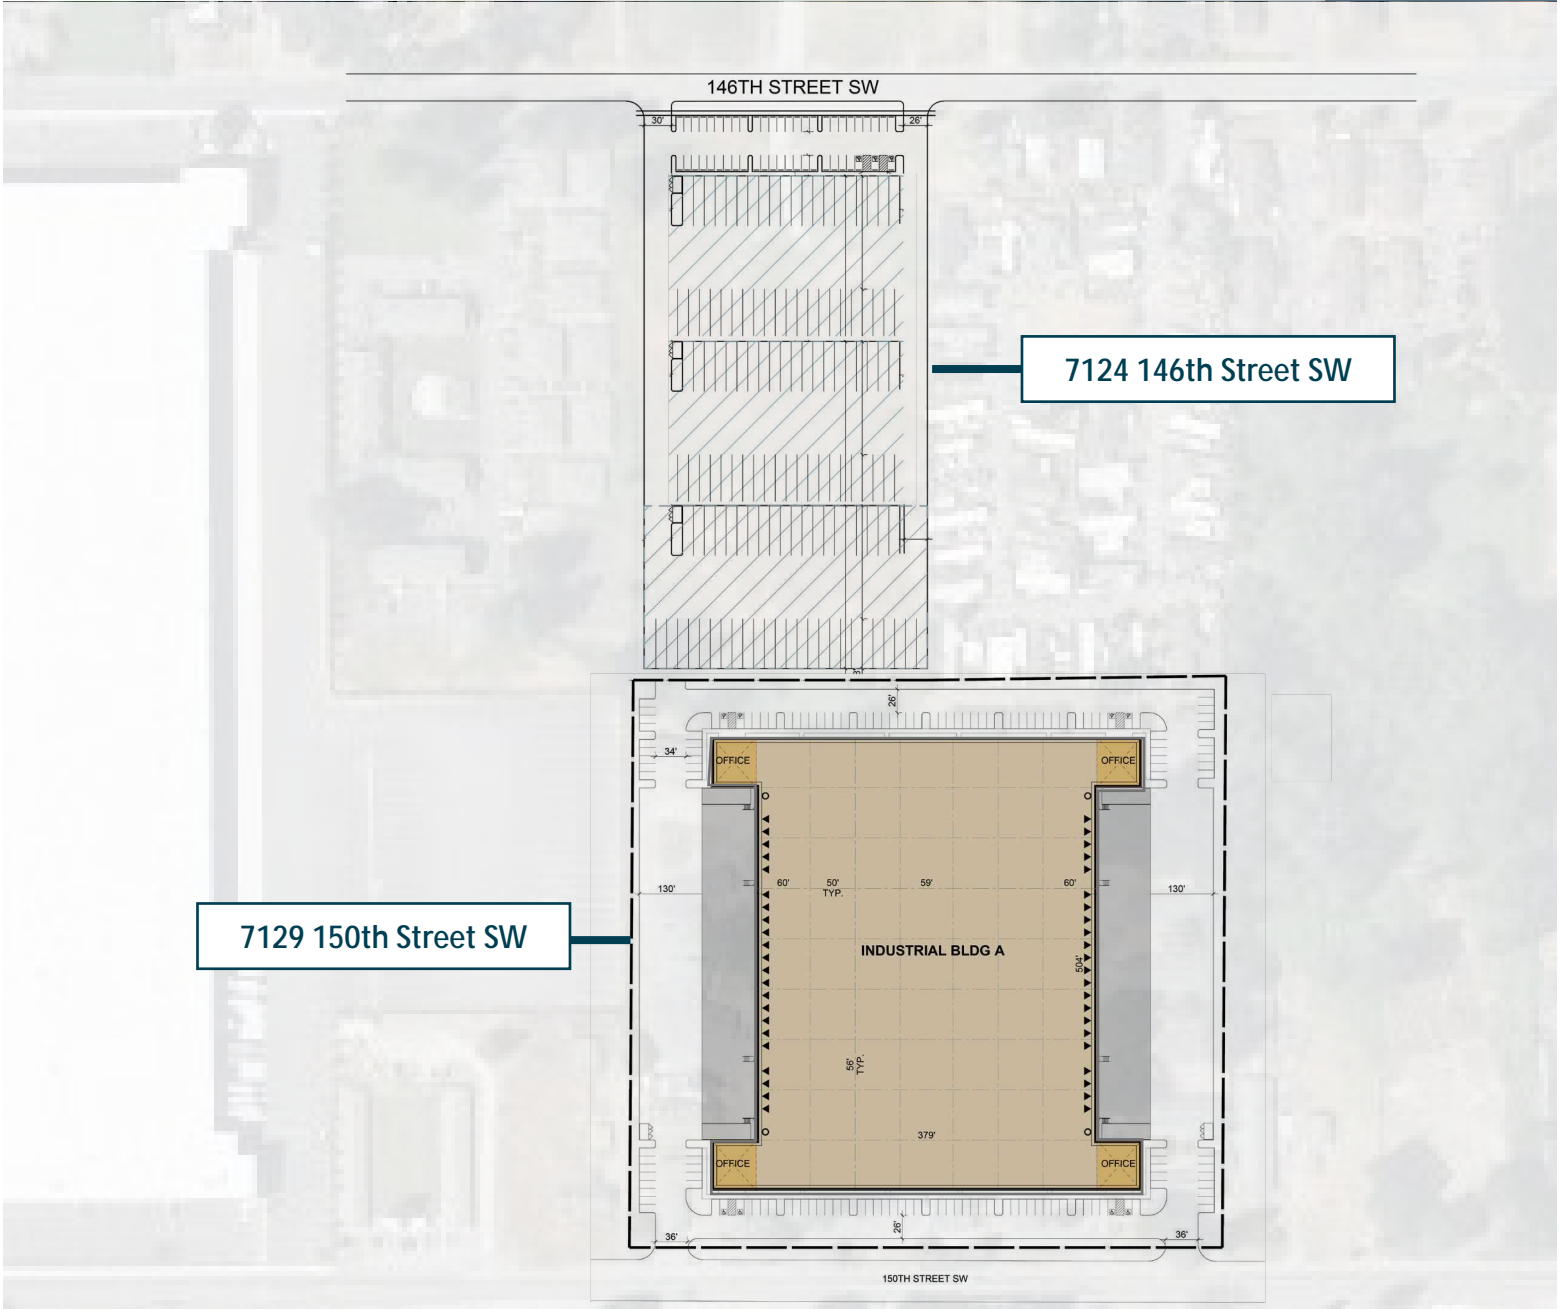 146TH STREET SW
30'
26'
7124 146th Street SW
26'
34'
OFFICE
OFFICE
60'
50'
TYP.
59'
60'
130'
130'
7129 150th Street SW
INDUSTRIAL BLDG A
504'
56'
TYP.
379'
OFFICE
OFFICE
26'
36'
36'
150TH STREET SW